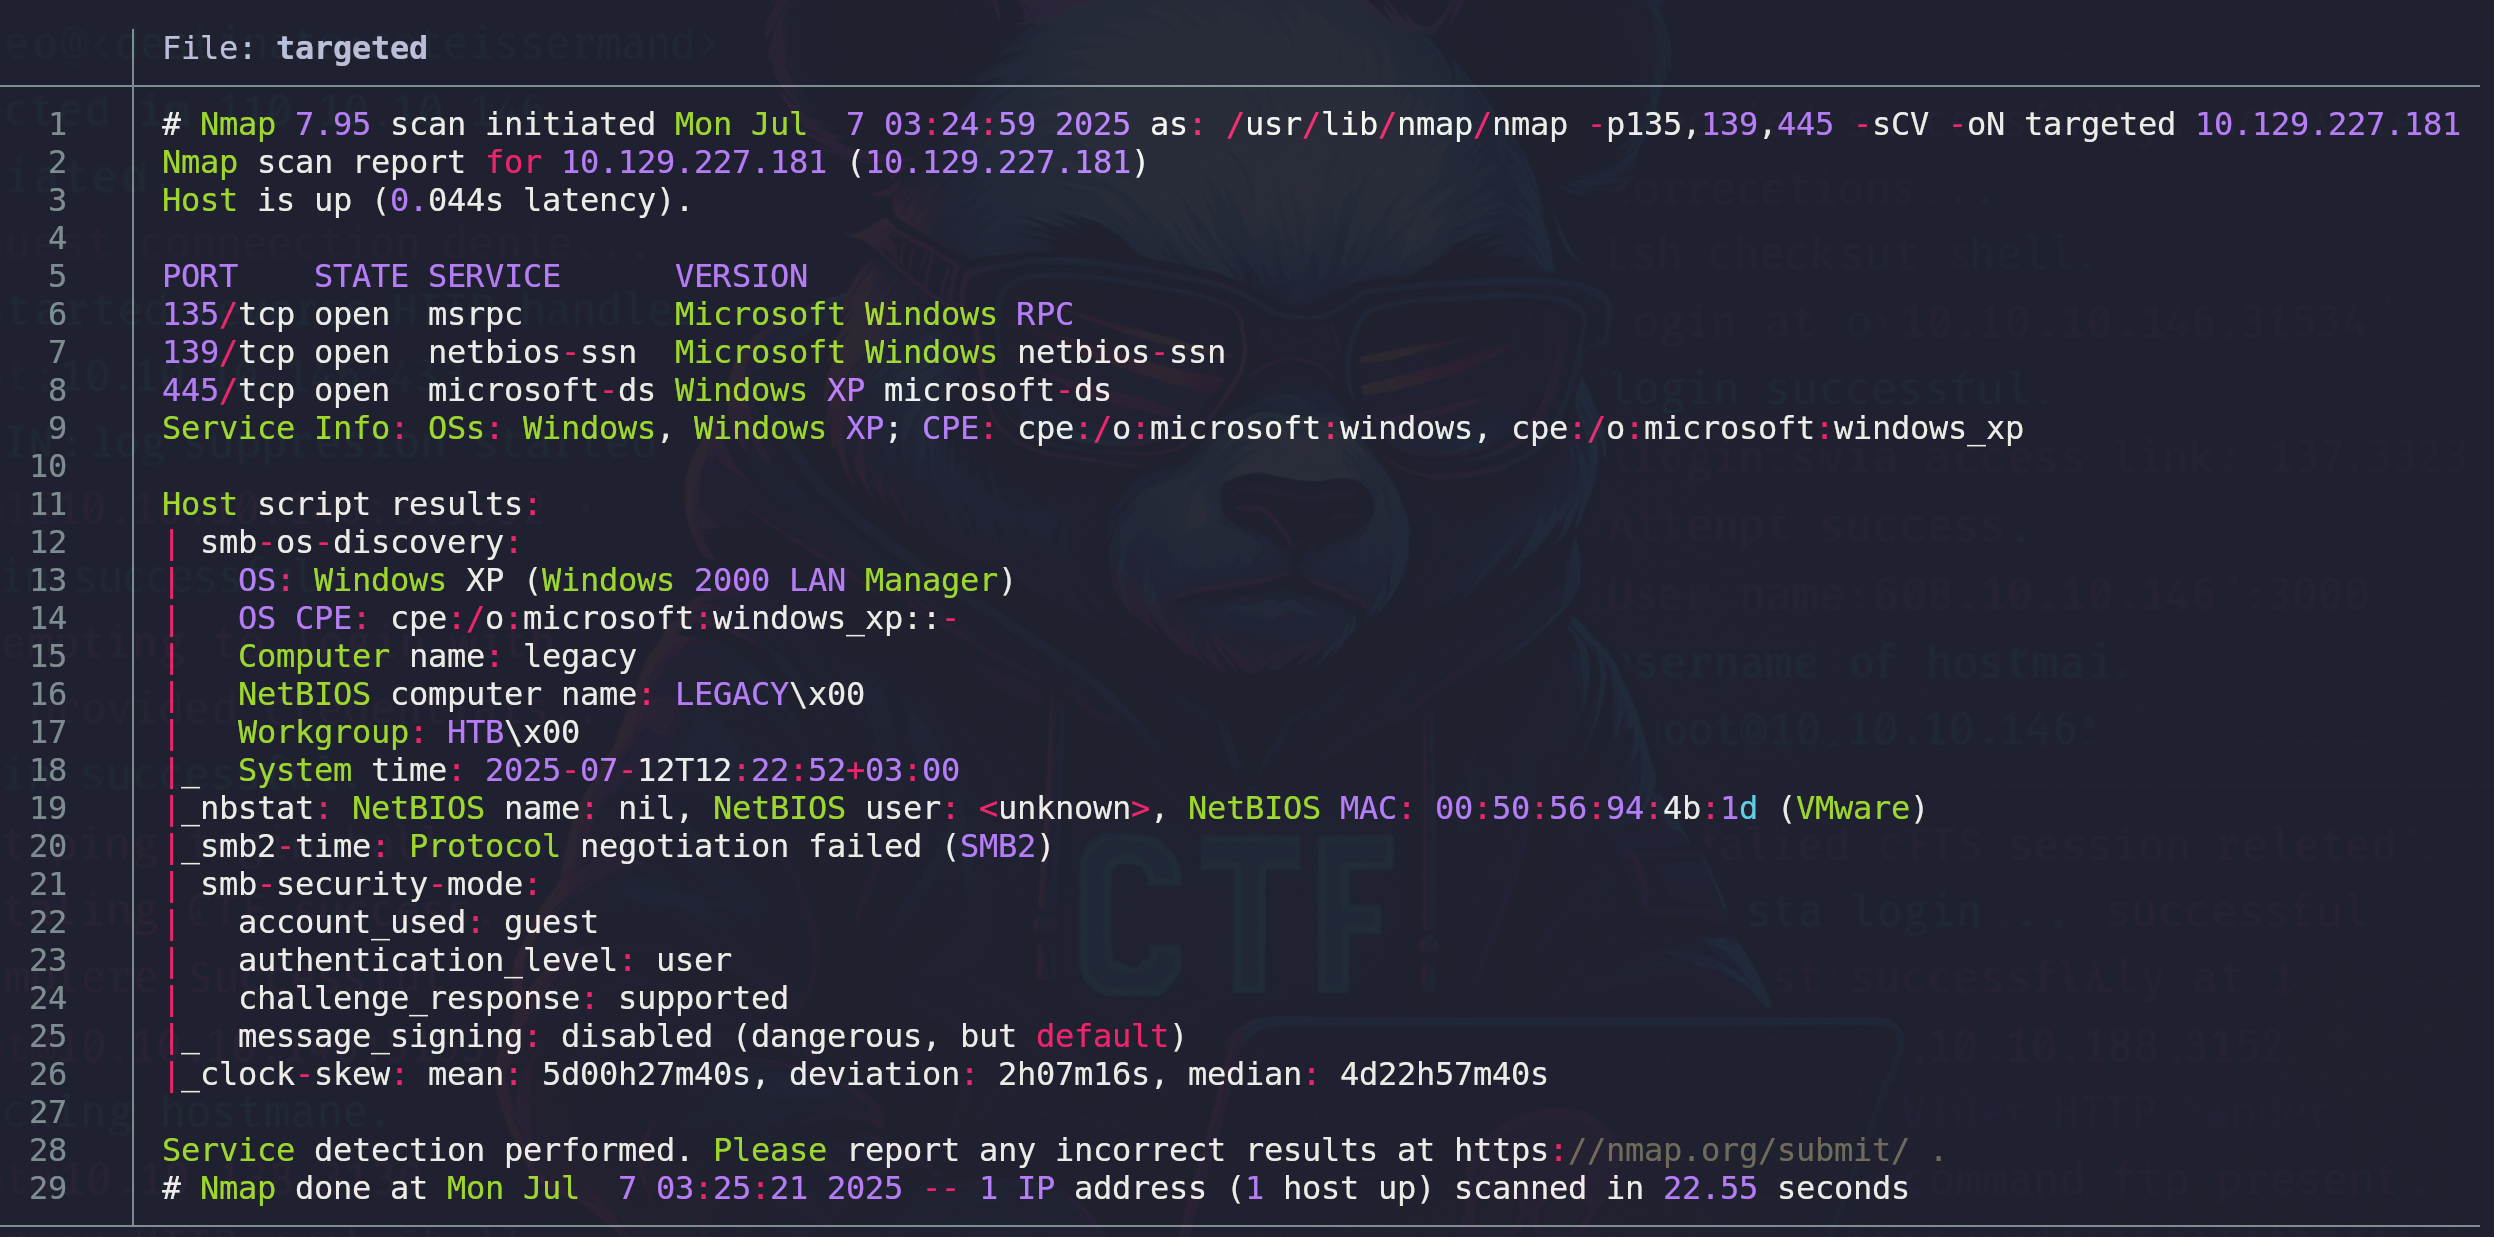 File: targeted
1 # Nmap 7.95 scan initiated Mon Jul  7 03:24:59 2025 as: /usr/lib/nmap/nmap -p135,139,445 -sCV -oN targeted 10.129.227.181
2 Nmap scan report for 10.129.227.181 (10.129.227.181)
3 Host is up (0.044s latency).
4
5 PORT    STATE SERVICE      VERSION
6 135/tcp open  msrpc        Microsoft Windows RPC
7 139/tcp open  netbios-ssn  Microsoft Windows netbios-ssn
8 445/tcp open  microsoft-ds Windows XP microsoft-ds
9 Service Info: OSs: Windows, Windows XP; CPE: cpe:/o:microsoft:windows, cpe:/o:microsoft:windows_xp
10
11 Host script results:
12 | smb-os-discovery:
13 |   OS: Windows XP (Windows 2000 LAN Manager)
14 |   OS CPE: cpe:/o:microsoft:windows_xp::-
15 |   Computer name: legacy
16 |   NetBIOS computer name: LEGACY\x00
17 |   Workgroup: HTB\x00
18 |_  System time: 2025-07-12T12:22:52+03:00
19 |_nbstat: NetBIOS name: nil, NetBIOS user: <unknown>, NetBIOS MAC: 00:50:56:94:4b:1d (VMware)
20 |_smb2-time: Protocol negotiation failed (SMB2)
21 | smb-security-mode:
22 |   account_used: guest
23 |   authentication_level: user
24 |   challenge_response: supported
25 |_  message_signing: disabled (dangerous, but default)
26 |_clock-skew: mean: 5d00h27m40s, deviation: 2h07m16s, median: 4d22h57m40s
27
28 Service detection performed. Please report any incorrect results at https://nmap.org/submit/ .
29 # Nmap done at Mon Jul  7 03:25:21 2025 -- 1 IP address (1 host up) scanned in 22.55 seconds
CTF